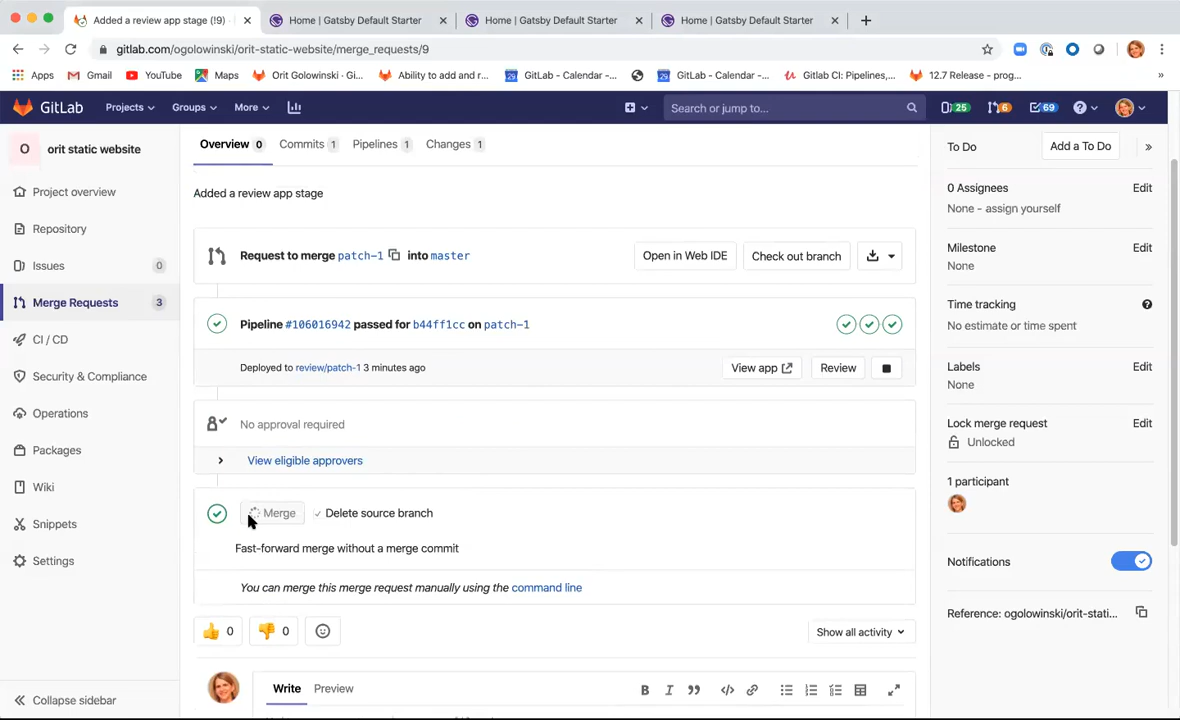 Added a review app stage (!9)
Home | Gatsby Default Starter
Home | Gatsby Default Starter
Home | Gatsby Default Starter
gitlab.com/ogolowinski/orit-static-website/merge_requests/9
Apps
Gmail
YouTube
Maps
Orit Golowinski · Gi...
Ability to add and r...
GitLab - Calendar -...
GitLab - Calendar -...
Gitlab CI: Pipelines,...
12.7 Release - prog...
»
GitLab
Projects
Groups
More
Search or jump to...
25
6
69
O
orit static website
Project overview
Repository
Issues 0
Merge Requests 3
CI / CD
Security & Compliance
Operations
Packages
Wiki
Snippets
Settings
Collapse sidebar
Overview 0
Commits 1
Pipelines 1
Changes 1
Added a review app stage
Request to merge patch-1 into master
Open in Web IDE
Check out branch
Pipeline #106016942 passed for b44ff1cc on patch-1
Deployed to review/patch-1 3 minutes ago
View app
Review
No approval required
View eligible approvers
Merge
Delete source branch
Fast-forward merge without a merge commit
You can merge this merge request manually using the command line
👍 0
👎 0
Show all activity
Write
Preview
To Do
Add a To Do
»
0 Assignees
Edit
None - assign yourself
Milestone
Edit
None
Time tracking
No estimate or time spent
Labels
Edit
None
Lock merge request
Edit
Unlocked
1 participant
Notifications
Reference: ogolowinski/orit-stati...